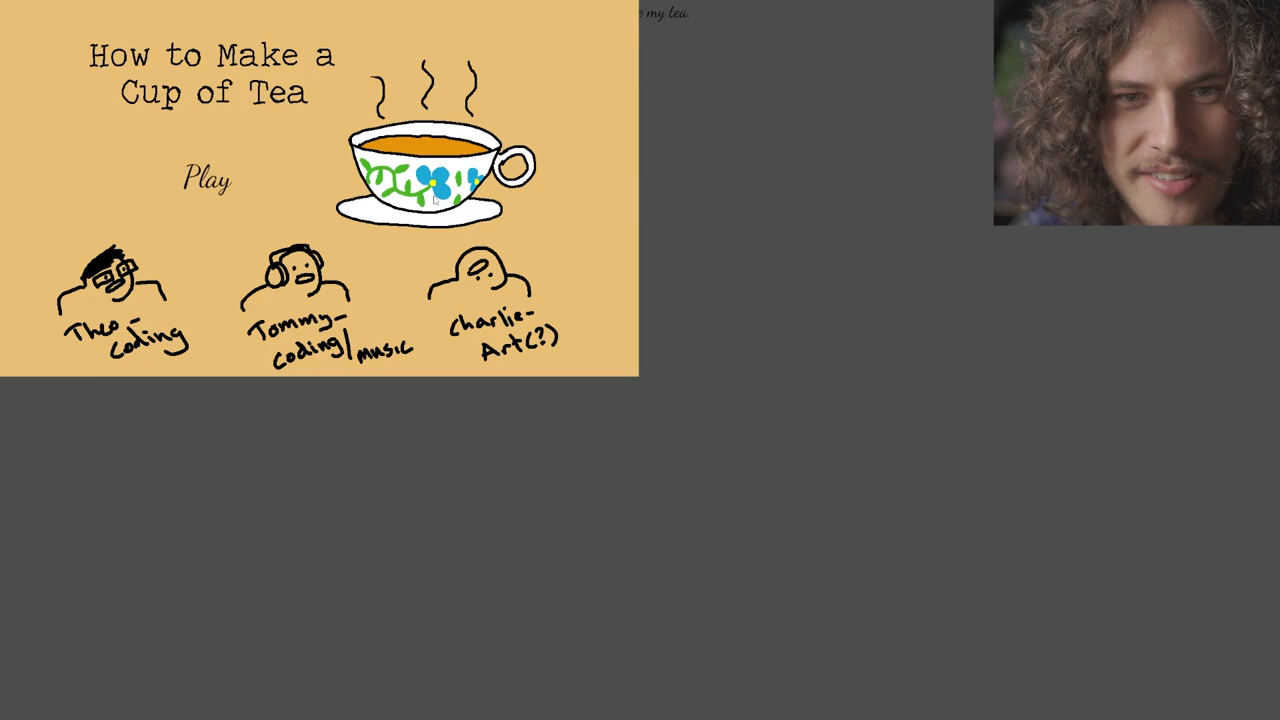 How to Make a
Cup of Tea
my tea.
Play
Theo-
Coding
Tommy-
Coding/Music
Charlie-
Art(?)